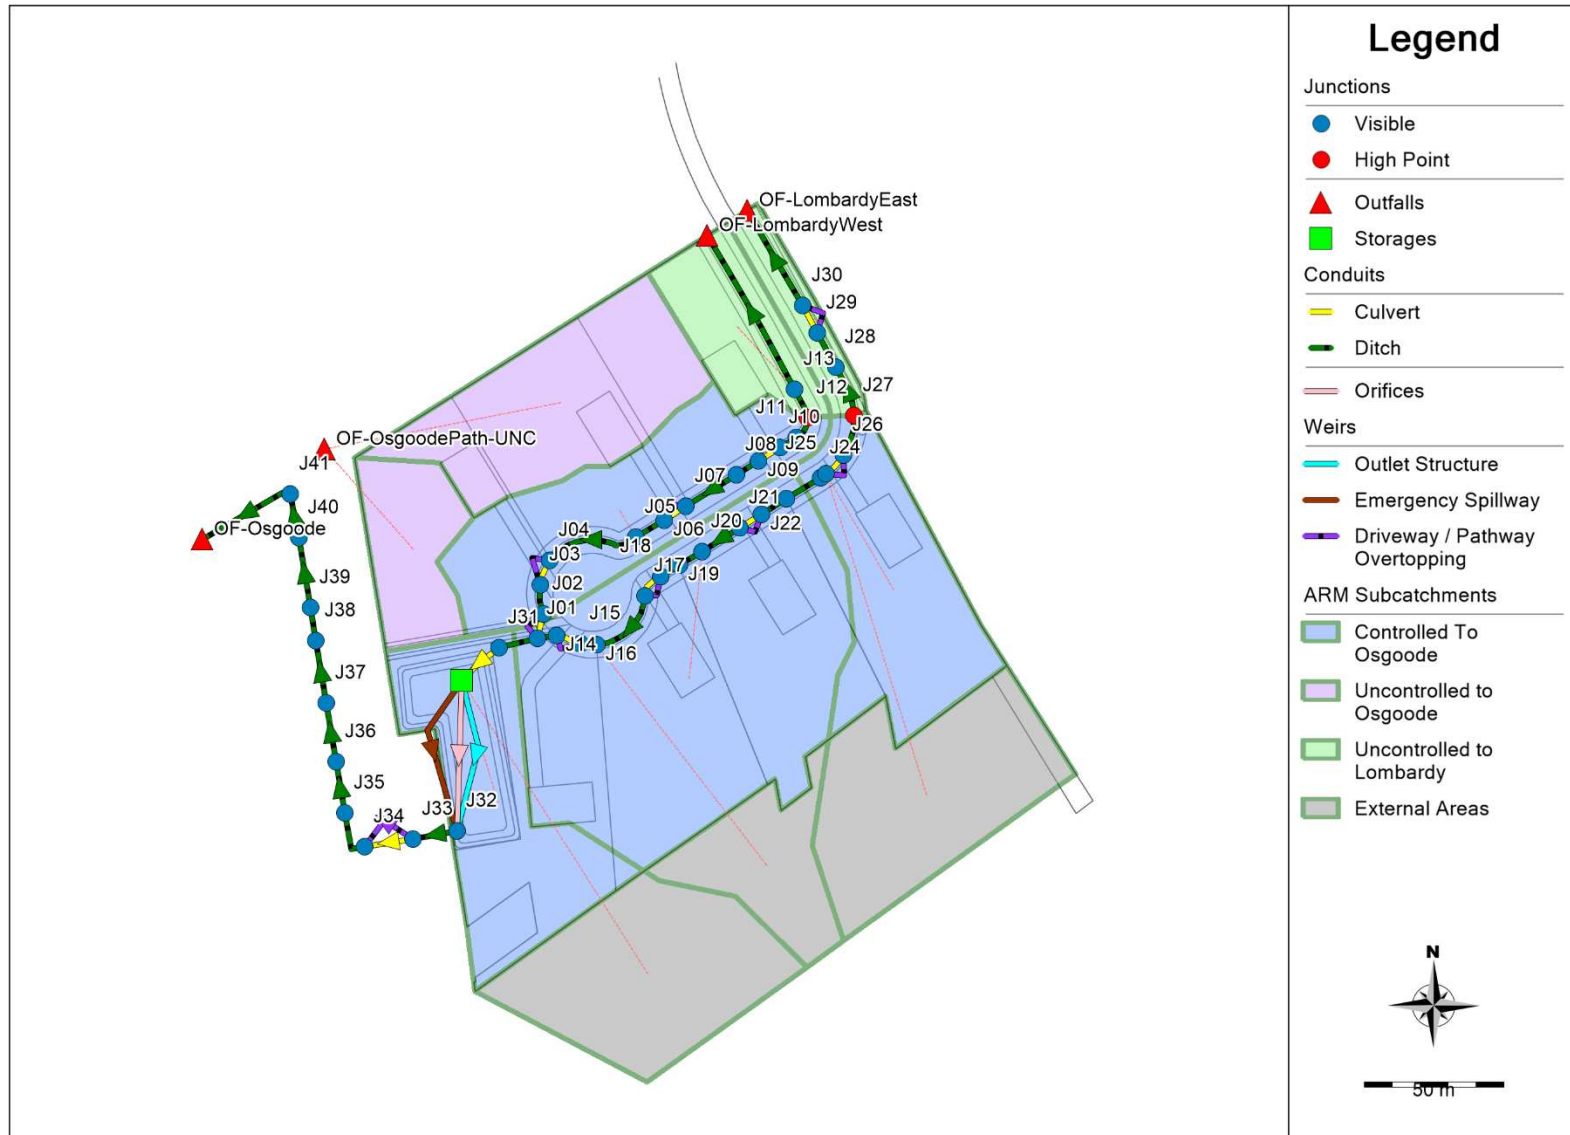 OF-LombardyEast
OF-LombardyWest
J30
J29
J28
J13
J12
J27
J11
J10
J26
OF-OsgoodePath-UNC
J41
J08
J25
J24
J07
J09
J40
J05
J21
OF-Osgoode
J04
J06
J20
J22
J18
J03
J17
J19
J39
J02
J38
J31
J01
J15
J14
J16
J37
J36
J35
J34
J33
J32
Legend
Junctions
Visible
High Point
Outfalls
Storages
Conduits
Culvert
Ditch
Orifices
Weirs
Outlet Structure
Emergency Spillway
Driveway / Pathway
Overtopping
ARM Subcatchments
Controlled To
Osgoode
Uncontrolled to
Osgoode
Uncontrolled to
Lombardy
External Areas
N
50 m